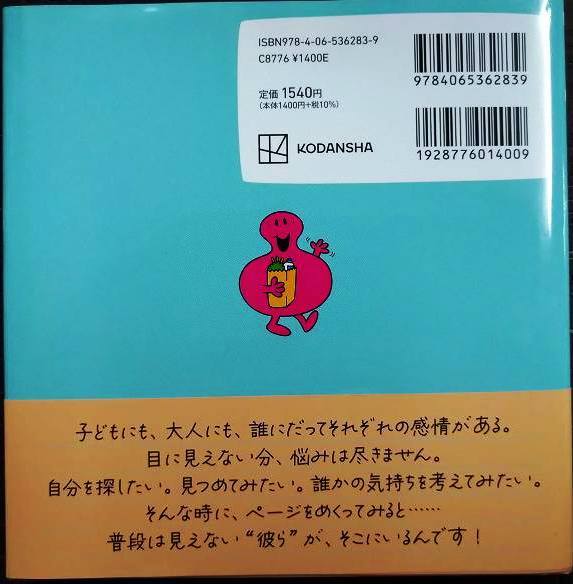 ISBN978-4-06-536283-9
C8776 ¥1400E
定価 1540円
(本体1400円+税10%)
KODANSHA
9784065362839
1928776014009
子どもにも、大人にも、誰にだってそれぞれの感情がある。
目に見えない分、悩みは尽きません。
自分を探したい。見つめてみたい。誰かの気持ちを考えてみたい。
そんな時に、ページをめくってみると……
普段は見えない“彼ら”が、そこにいるんです！